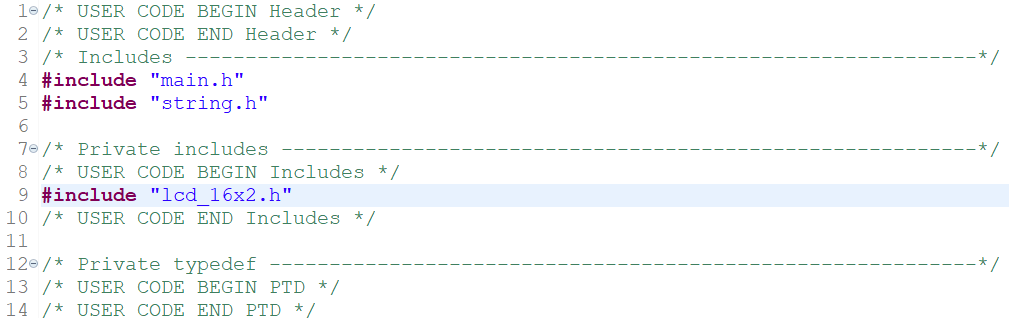 1 /* USER CODE BEGIN Header */
2 /* USER CODE END Header */
3 /* Includes ------------------------------------------------------------------*/
4 #include "main.h"
5 #include "string.h"
6
7 /* Private includes ----------------------------------------------------------*/
8 /* USER CODE BEGIN Includes */
9 #include "lcd_16x2.h"
10 /* USER CODE END Includes */
11
12 /* Private typedef -----------------------------------------------------------*/
13 /* USER CODE BEGIN PTD */
14 /* USER CODE END PTD */